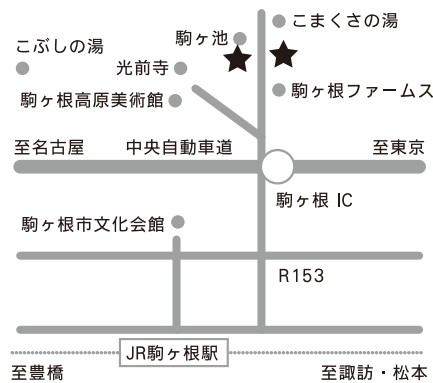 こまくさの湯
駒ヶ池
こぶしの湯
光前寺
駒ヶ根ファームス
駒ヶ根高原美術館
至名古屋
中央自動車道
至東京
駒ヶ根 IC
駒ヶ根市文化会館
R153
JR駒ヶ根駅
至豊橋
至諏訪・松本